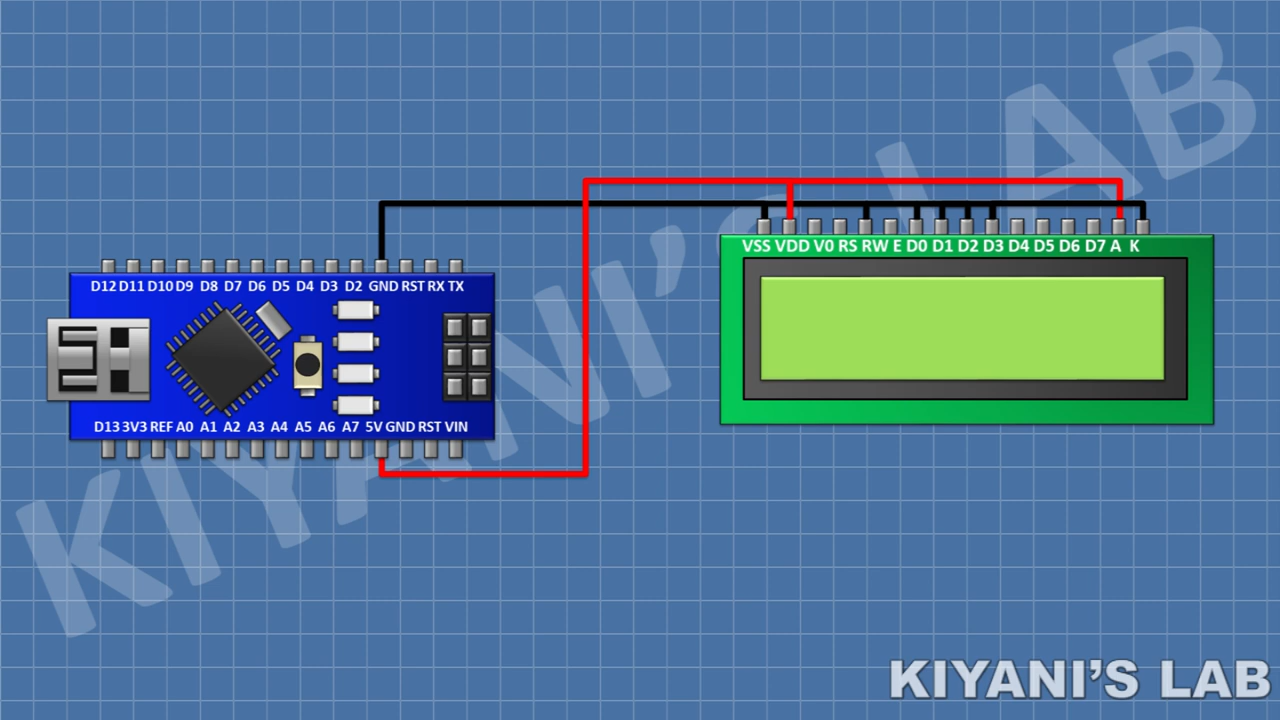 KIYANI'S LAB
VSS VDD V0 RS RW E D0 D1 D2 D3 D4 D5 D6 D7 A K
D12 D11 D10 D9 D8 D7 D6 D5 D4 D3 D2 GND RST RX TX
D13 3V3 REF A0 A1 A2 A3 A4 A5 A6 A7 5V GND RST VIN
KIYANI'S LAB